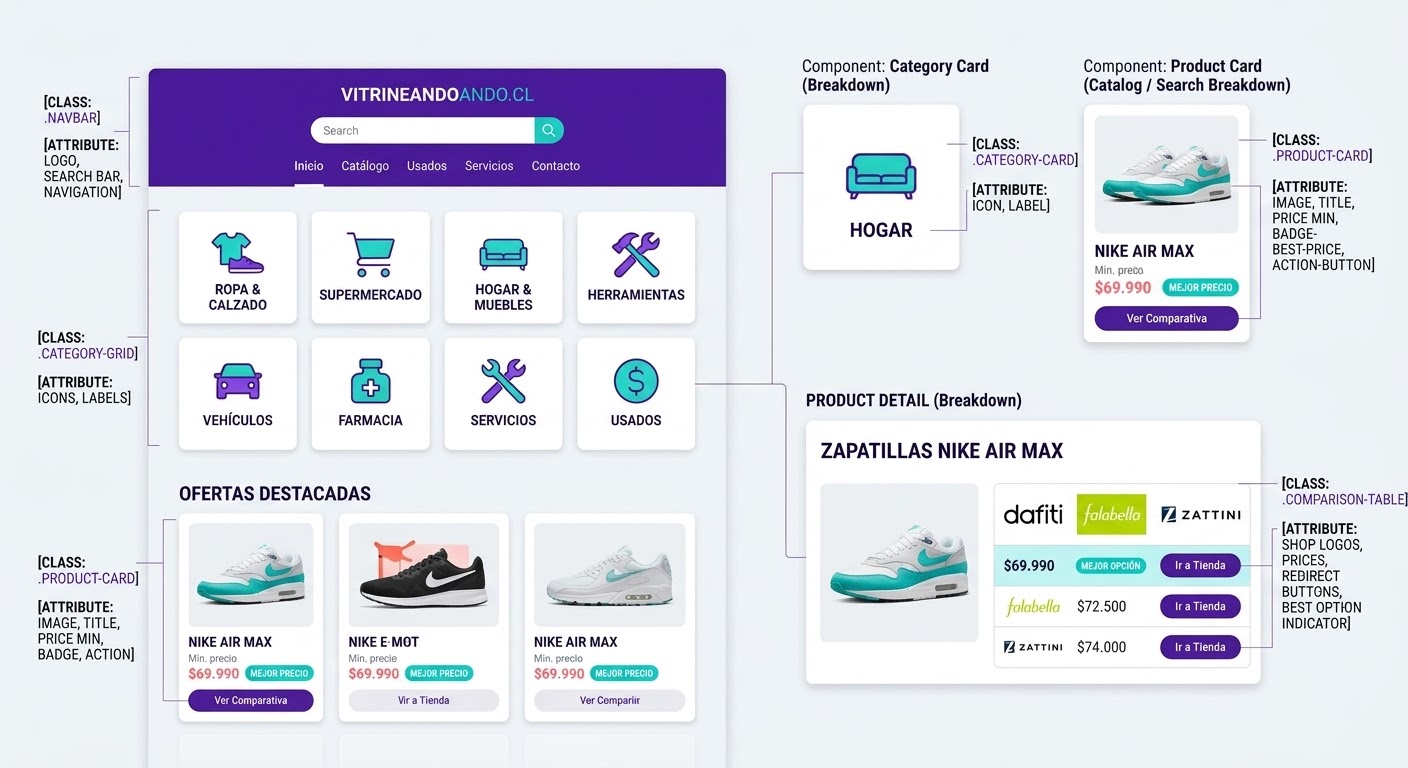 [CLASS:
.NAVBAR]
[ATTRIBUTE:
LOGO,
SEARCH BAR,
NAVIGATION]
VITRINEANDOANDO.CL
Search
Inicio Catálogo Usados Servicios Contacto
[CLASS:
.CATEGORY-GRID]
[ATTRIBUTE:
ICONS, LABELS]
ROPA &
CALZADO
SUPERMERCADO
HOGAR &
MUEBLES
HERRAMIENTAS
VEHÍCULOS
FARMACIA
SERVICIOS
$
USADOS
OFERTAS DESTACADAS
[CLASS:
.PRODUCT-CARD]
[ATTRIBUTE:
IMAGE, TITLE,
PRICE MIN,
BADGE, ACTION]
NIKE AIR MAX
Min. precio
$69.990 MEJOR PRECIO
Ver Comparativa
NIKE E-MOT
Min. precie
$69.990 MEJOR PRECIO
Vir a Tienda
NIKE AIR MAX
Min. precio
$69.990 MEJOR PRECIO
Ver Compariir
Component: Category Card
(Breakdown)
HOGAR
[CLASS:
.CATEGORY-CARD]
[ATTRIBUTE:
ICON, LABEL]
Component: Product Card
(Catalog / Search Breakdown)
NIKE AIR MAX
Min. preco
$69.990 MEJOR PRECIO
Ver Comparativa
[CLASS:
.PRODUCT-CARD]
[ATTRIBUTE:
IMAGE, TITLE,
PRICE MIN,
BADGE-
BEST-PRICE,
ACTION-BUTTON]
PRODUCT DETAIL (Breakdown)
ZAPATILLAS NIKE AIR MAX
dafiti falabella ZATTINI
$69.990 MEJOR OPCIÓN Ir a Tienda
falabella $72.500 Ir a Tienda
ZATTINI $74.000 Ir a Tienda
[CLASS:
.COMPARISON-TABLE]
[ATTRIBUTE:
SHOP LOGOS,
PRICES,
REDIRECT
BUTTONS,
BEST OPTION
INDICATOR]